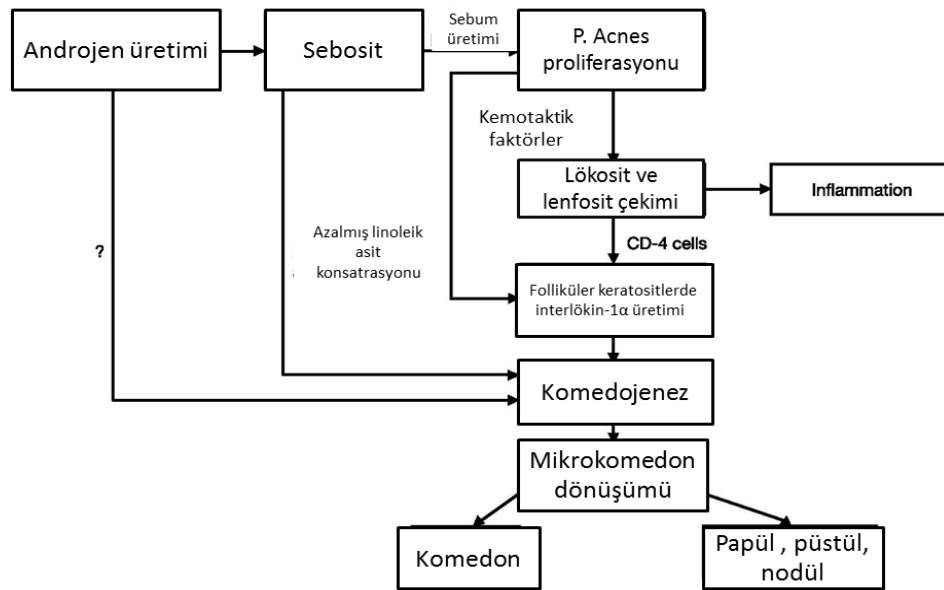 Androjen üretimi
Sebosit
Sebum
üretimi
P. Acnes
proliferasyonu
Kemotaktik
faktörler
Lökosit ve
lenfosit çekimi
Inflammation
CD-4 cells
?
Azalmış linoleik
asit
konsatrasyonu
Folliküler keratositlerde
interlökin-1α üretimi
Komedojenez
Mikrokomedon
dönüşümü
Komedon
Papül , püstül,
nodül